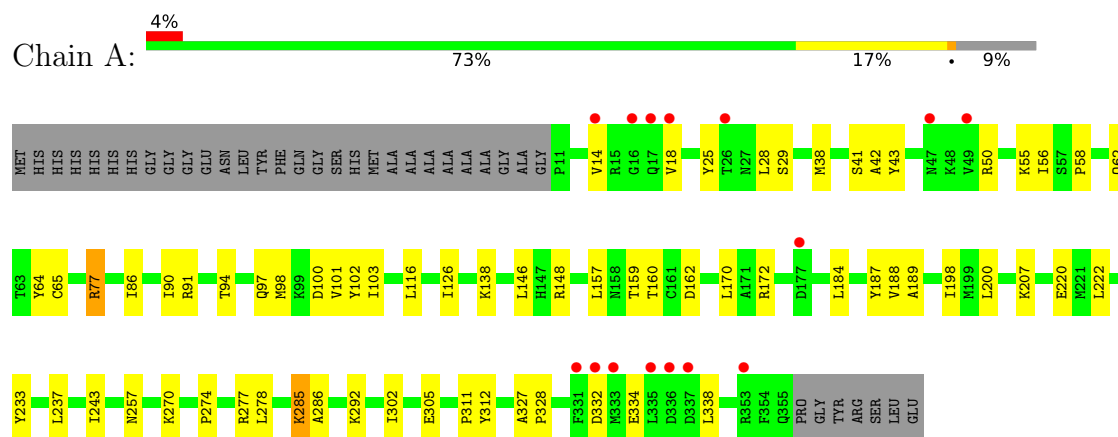 4%
Chain A:
73% 17% • 9%
MET HIS HIS HIS HIS HIS HIS GLY GLY GLY GLU ASN LEU TYR PHE GLN GLY SER HIS MET ALA ALA ALA ALA ALA ALA GLY ALA GLY P11 V14 R15 G16 Q17 V18 Y25 T26 N27 L28 S29 M38 S41 A42 Y43 N47 K48 V49 R50 K55 I56 S57 P58
T63 Y64 C65 R77 I86 I90 R91 T94 Q97 M98 K99 D100 V101 Y102 I103 L116 I126 K138 L146 H147 R148 L157 N158 T159 T160 C161 D162 L170 A171 R172 D177 L184 Y187 V188 A189 I198 M199 L200 K207 E220 M221 L222
Y233 L237 I243 N257 K270 P274 R277 L278 K285 A286 K292 I302 E305 P311 Y312 A327 P328 F331 D332 M333 E334 L335 D336 D337 L338 R353 F354 Q355 PRO GLY TYR ARG SER LEU GLU